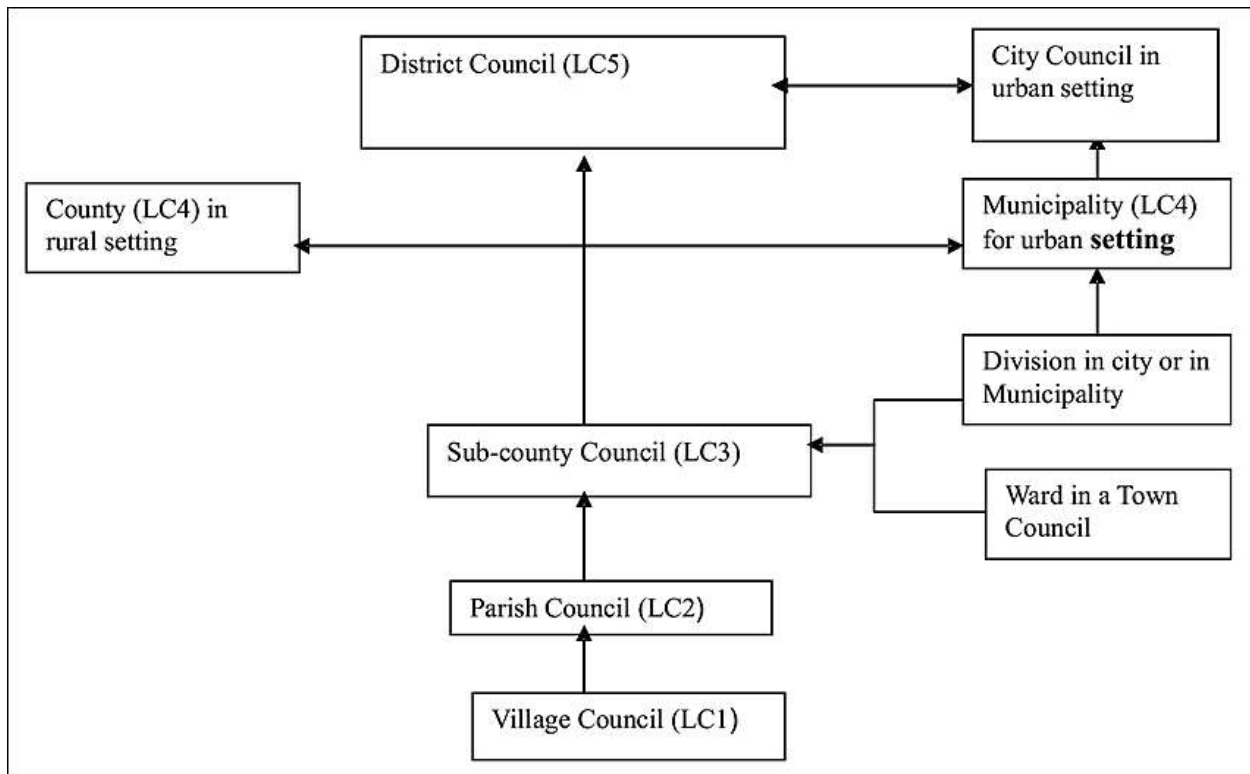 District Council (LC5)
City Council in
urban setting
County (LC4) in
rural setting
Municipality (LC4)
for urban setting
Division in city or in
Municipality
Sub-county Council (LC3)
Ward in a Town
Council
Parish Council (LC2)
Village Council (LC1)